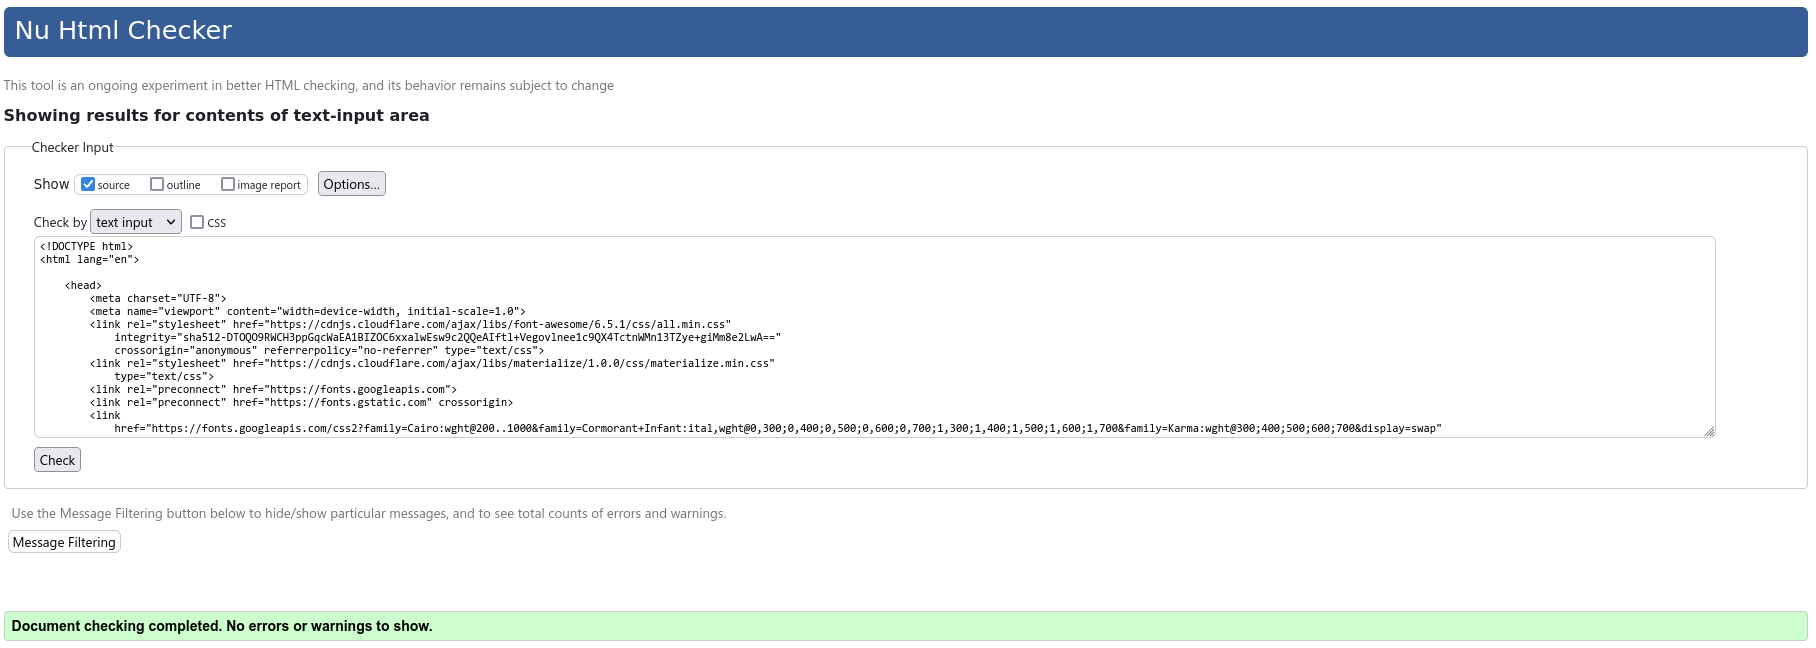 Nu Html Checker
This tool is an ongoing experiment in better HTML checking, and its behavior remains subject to change
Showing results for contents of text-input area
Checker Input
Show source outline image report Options...
Check by text input CSS
<!DOCTYPE html>
<html lang="en">
<head>
<meta charset="UTF-8">
<meta name="viewport" content="width=device-width, initial-scale=1.0">
<link rel="stylesheet" href="https://cdnjs.cloudflare.com/ajax/libs/font-awesome/6.5.1/css/all.min.css"
integrity="sha512-DTOQO9RWCH3ppGqcWaEA1BIZOC6xxalwEsw9c2QQeAIftl+Vegovlnee1c9QX4TctnWMn13TZye+giMm8e2LwA=="
crossorigin="anonymous" referrerpolicy="no-referrer" type="text/css">
<link rel="stylesheet" href="https://cdnjs.cloudflare.com/ajax/libs/materialize/1.0.0/css/materialize.min.css"
type="text/css">
<link rel="preconnect" href="https://fonts.googleapis.com">
<link rel="preconnect" href="https://fonts.gstatic.com" crossorigin>
<link
href="https://fonts.googleapis.com/css2?family=Cairo:wght@200..1000&family=Cormorant+Infant:ital,wght@0,300;0,400;0,500;0,600;0,700;1,300;1,400;1,500;1,600;1,700&family=Karma:wght@300;400;500;600;700&display=swap"
Check
Use the Message Filtering button below to hide/show particular messages, and to see total counts of errors and warnings.
Message Filtering
Document checking completed. No errors or warnings to show.